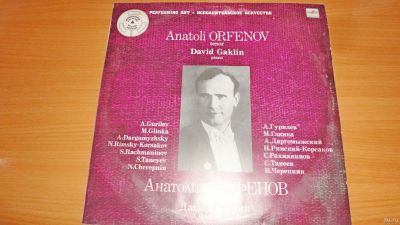 PERFORMING ART • ИСПОЛНИТЕЛЬСКОЕ ИСКУССТВО
Anatoli ORFENOV
tenor
David Gaklin
piano
A.Gurilev
M.Glinka
A.Dargomyzhsky
N.Rimsky-Korsakov
S.Rachmaninov
S.Taneyev
N.Cherepnin
А.Гурилев
М.Глинка
А.Даргомыжский
Н.Римский-Корсаков
С.Рахманинов
С.Танеев
Н.Черепнин